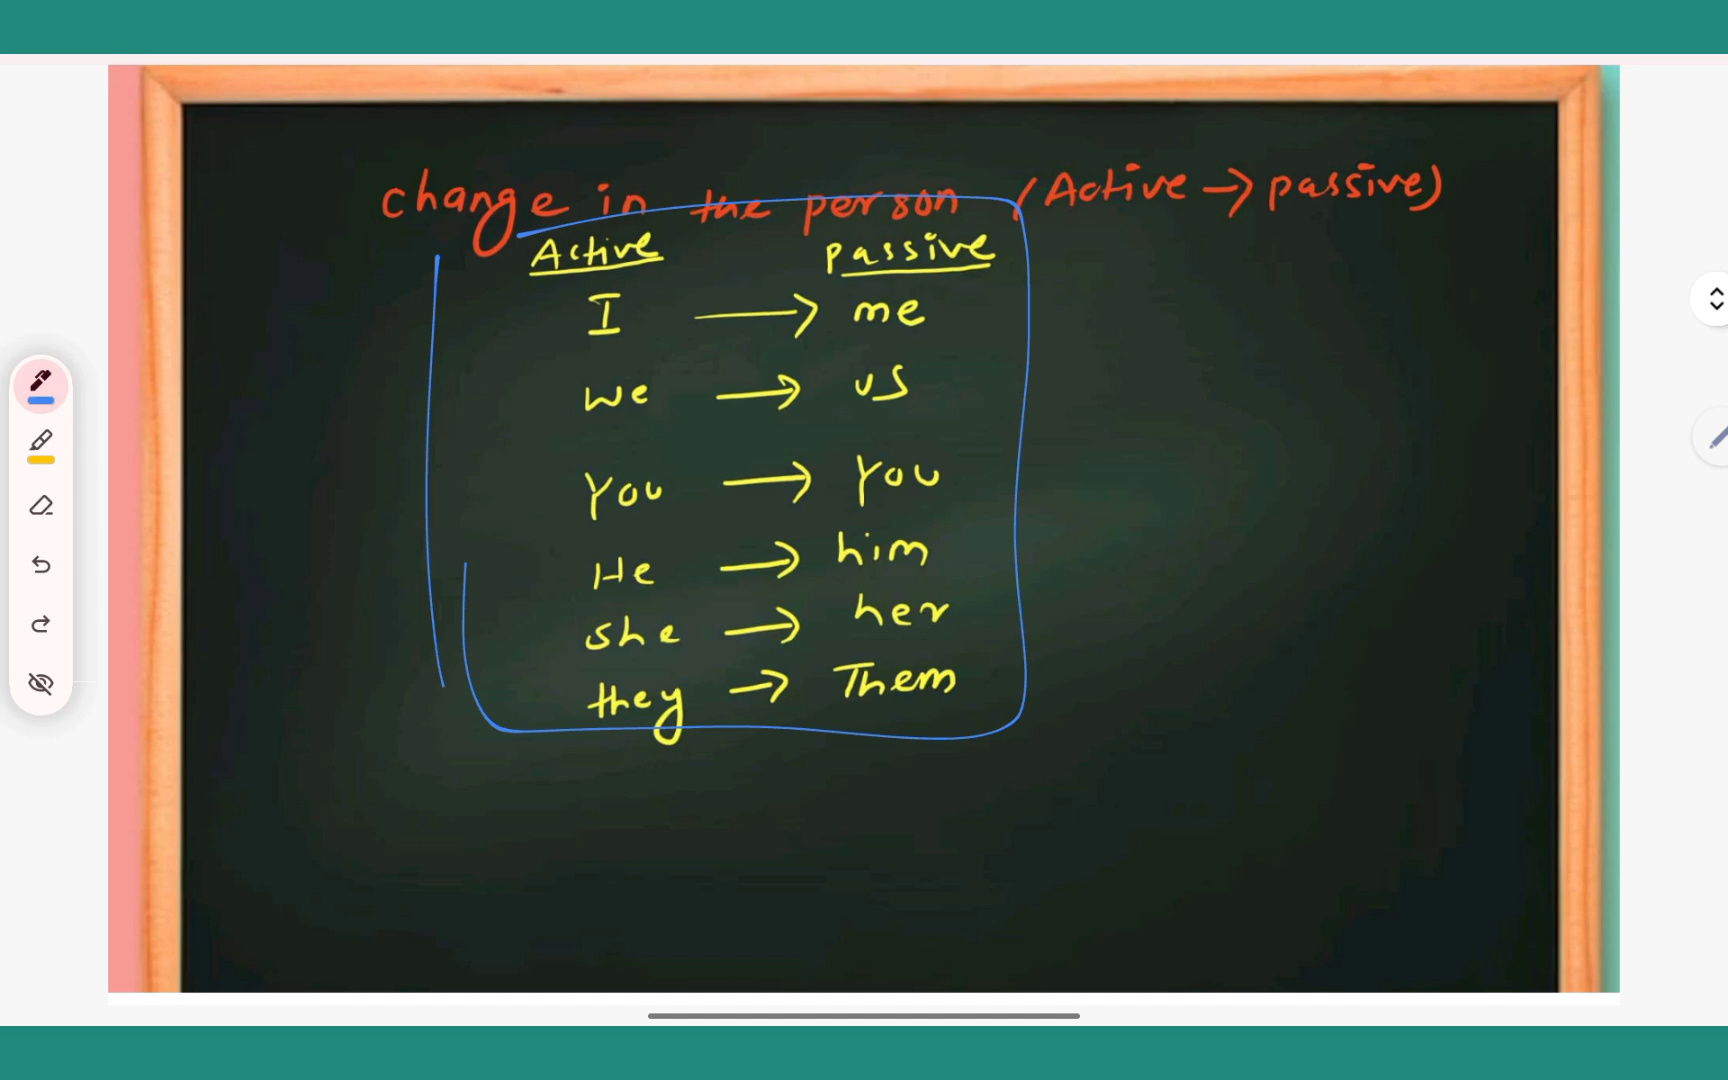 change in the person (Active → passive)
Active passive
I → me
we → us
You → You
He → him
she → her
they → Them